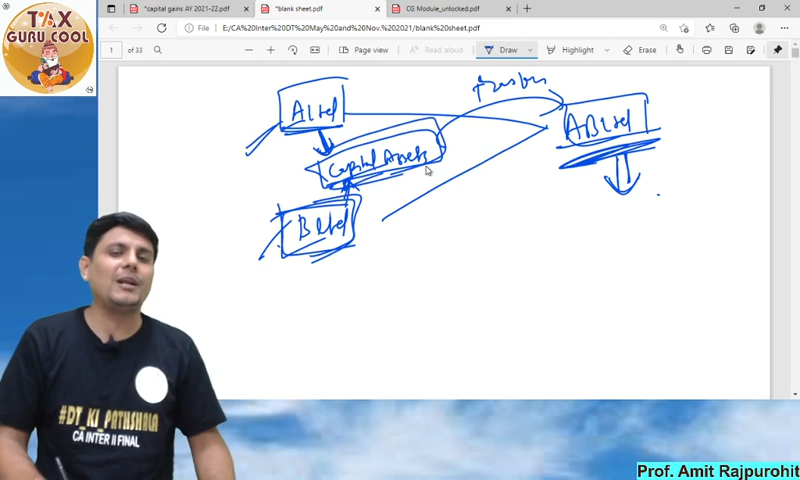 TAX
GURU COOL
*capital gains AY 2021-22.pdf
*blank sheet.pdf
CG Module_unlocked.pdf
File
E:/CA%20Inter%20DT%20May%20and%20Nov.%202021/blank%20sheet.pdf
1
of 33
Page view
Read aloud
Draw
Highlight
Erase
A Ltd
Transfer
AB Ltd
Capital Assets
B Ltd
#DT_KI_PATHSHALA
CA INTER II FINAL
Prof. Amit Rajpurohit